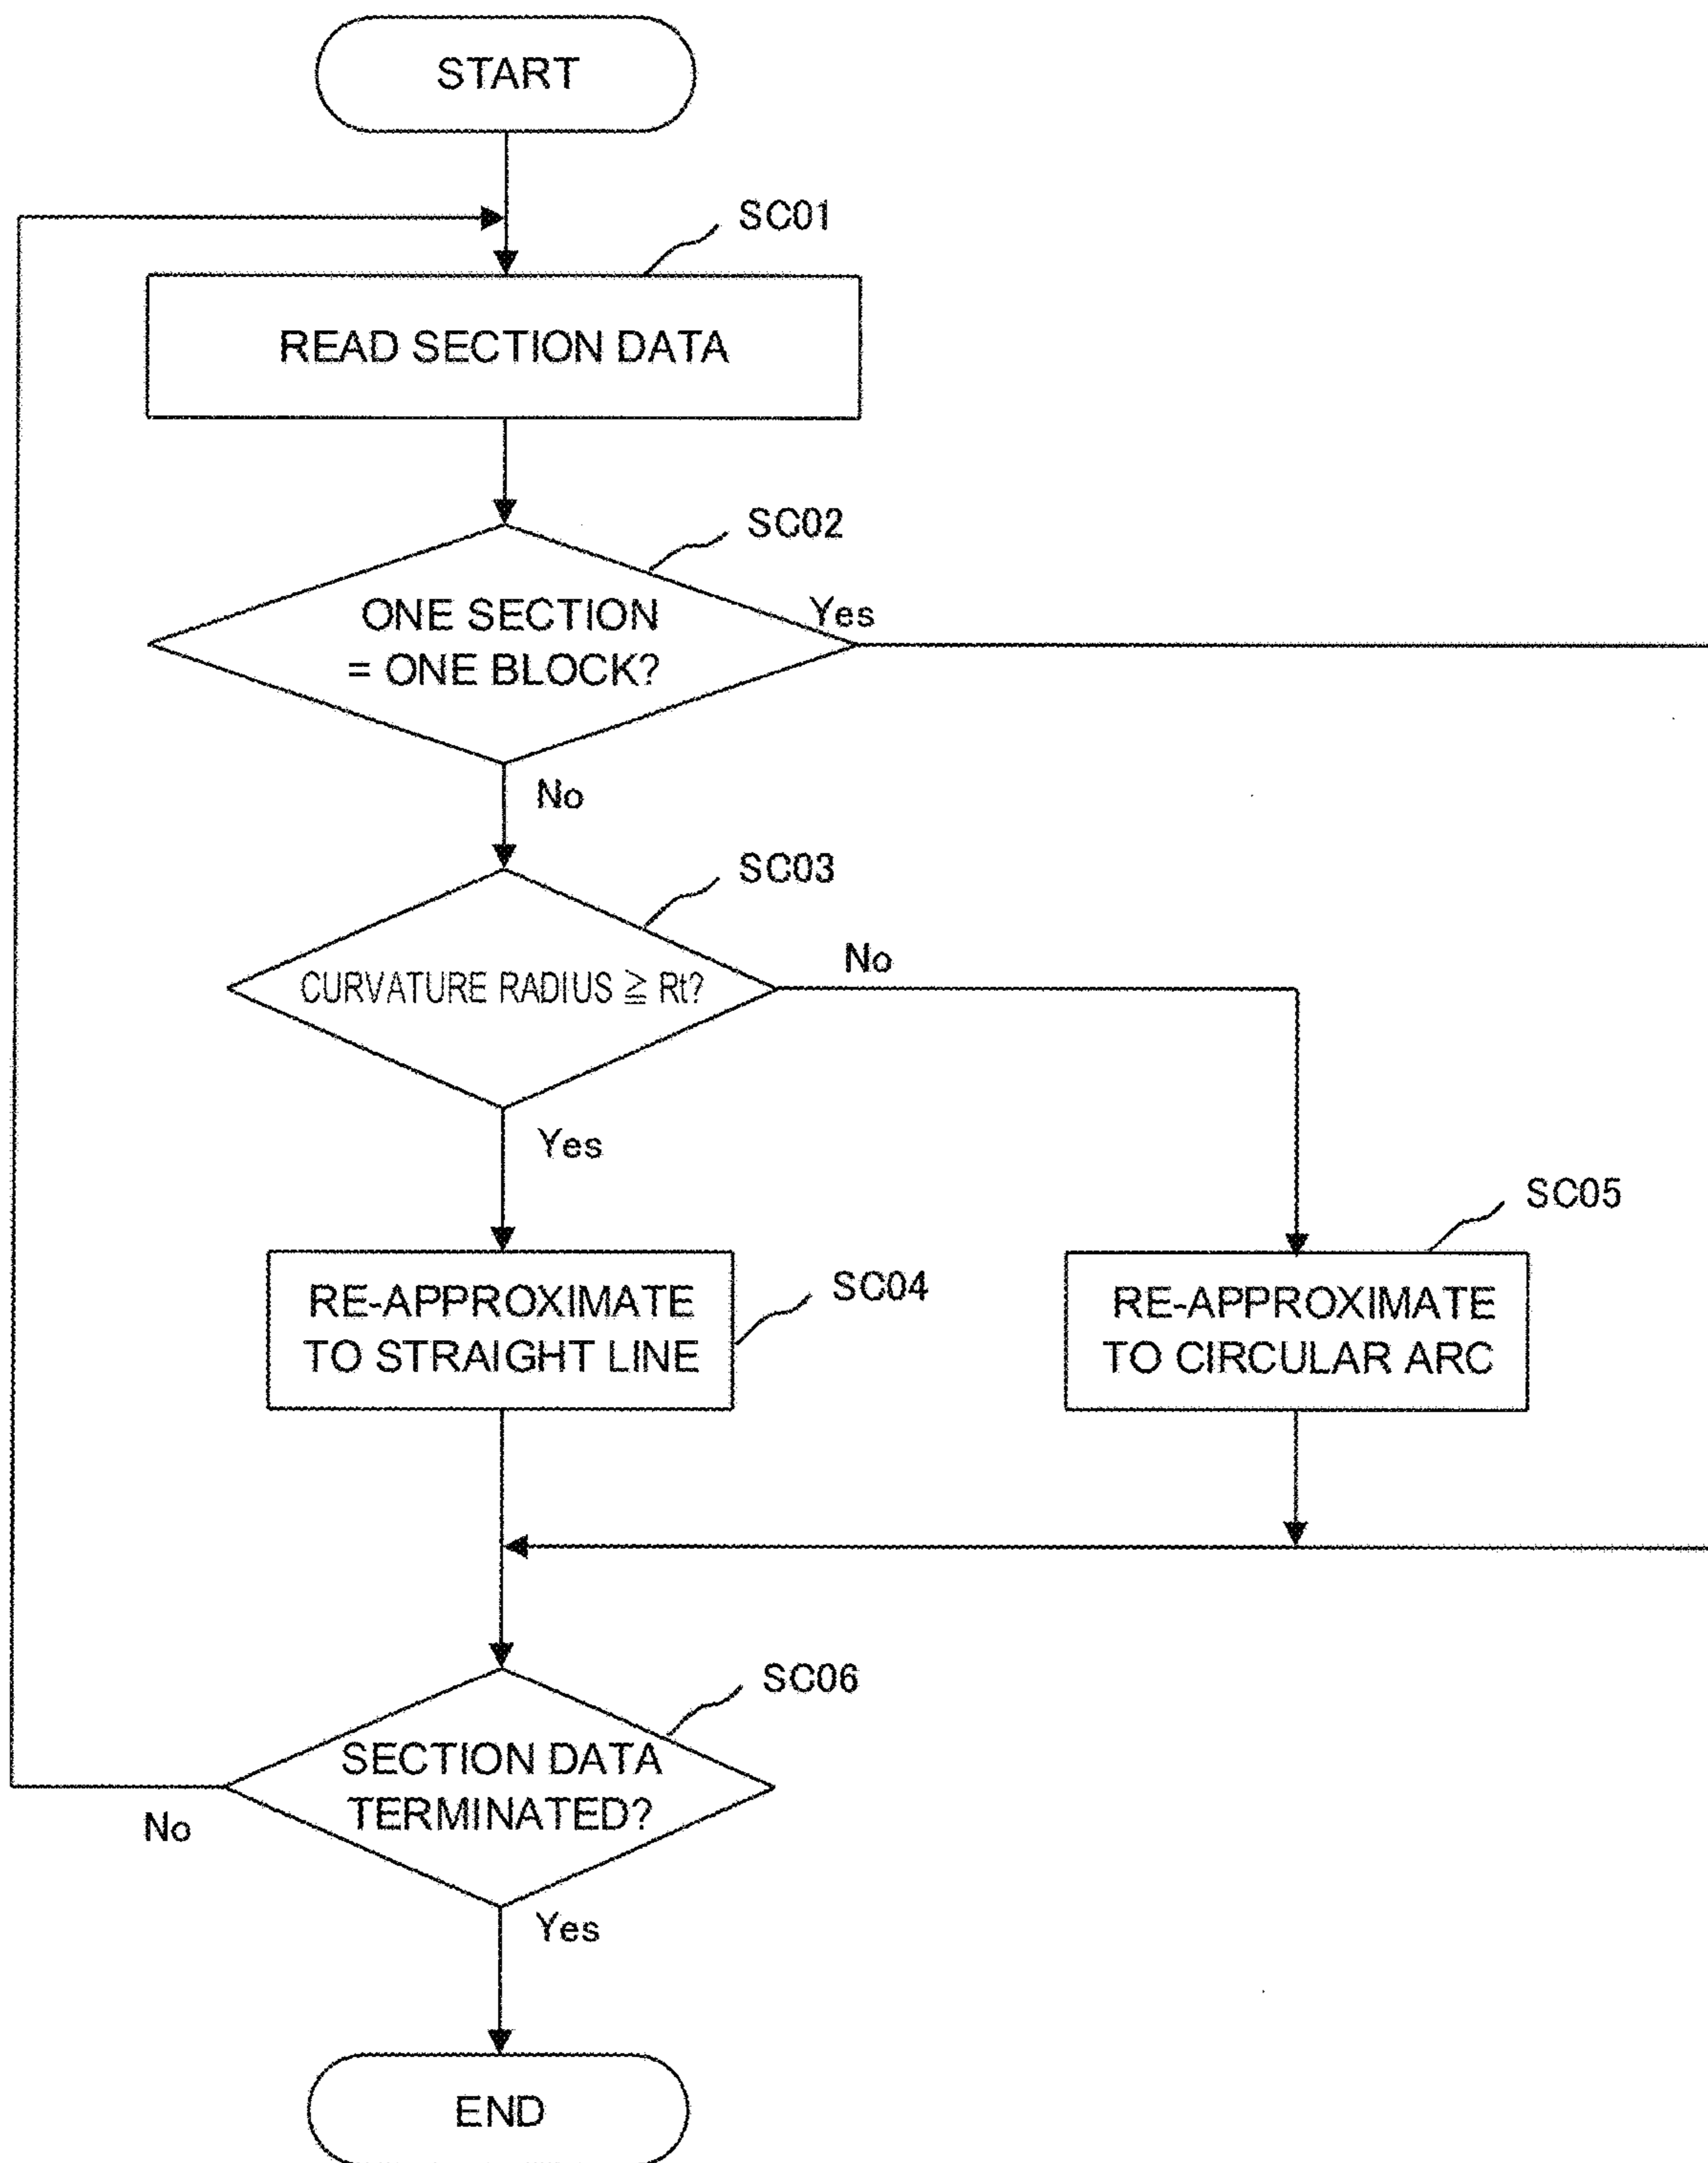 START
SC01
READ SECTION DATA
SC02
ONE SECTION
= ONE BLOCK?
Yes
No
SC03
CURVATURE RADIUS ≧ Rt?
No
Yes
SC05
SC04
RE-APPROXIMATE
TO STRAIGHT LINE
RE-APPROXIMATE
TO CIRCULAR ARC
SC06
SECTION DATA
TERMINATED?
No
Yes
END